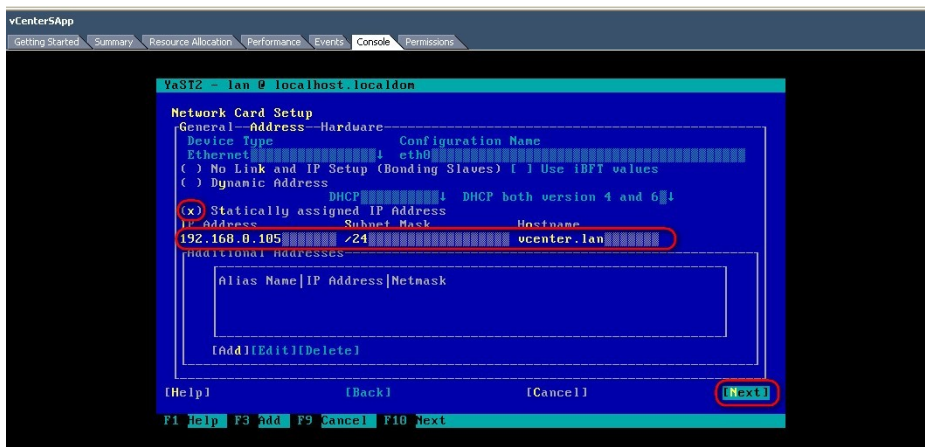 vCenterSApp
Getting Started Summary Resource Allocation Performance Events Console Permissions
YaST2 - lan @ localhost.localdom
Network Card Setup
General Address Hardware
Device Type Configuration Name
Ethernet eth0
( ) No Link and IP Setup (Bonding Slaves) [ ] Use iBFT values
( ) Dynamic Address
DHCP DHCP both version 4 and 6
(x) Statically assigned IP Address
IP Address Subnet Mask Hostname
192.168.0.105 /24 vcenter.lan
Additional Addresses
Alias Name|IP Address|Netmask
[Add][Edit][Delete]
[Help] [Back] [Cancel] [Next]
F1 Help F3 Add F9 Cancel F10 Next